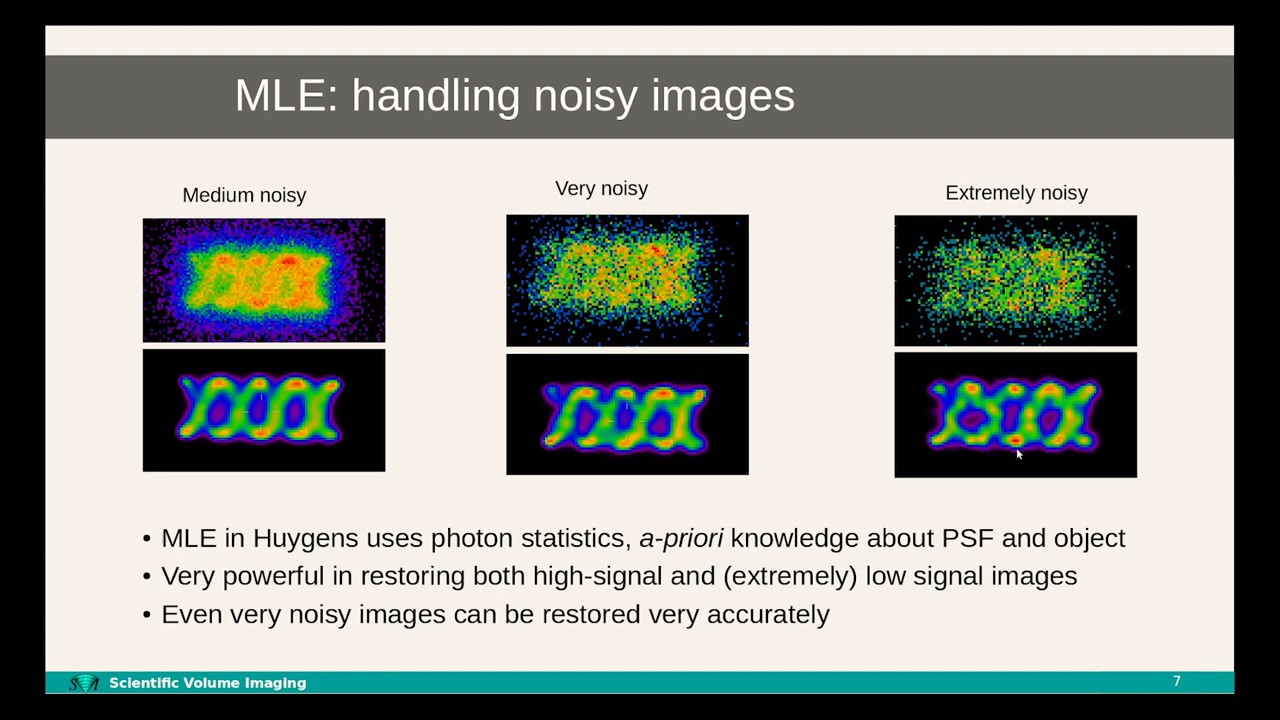 MLE: handling noisy images
Medium noisy
Very noisy
Extremely noisy
• MLE in Huygens uses photon statistics, a-priori knowledge about PSF and object
• Very powerful in restoring both high-signal and (extremely) low signal images
• Even very noisy images can be restored very accurately
SVI Scientific Volume Imaging
7